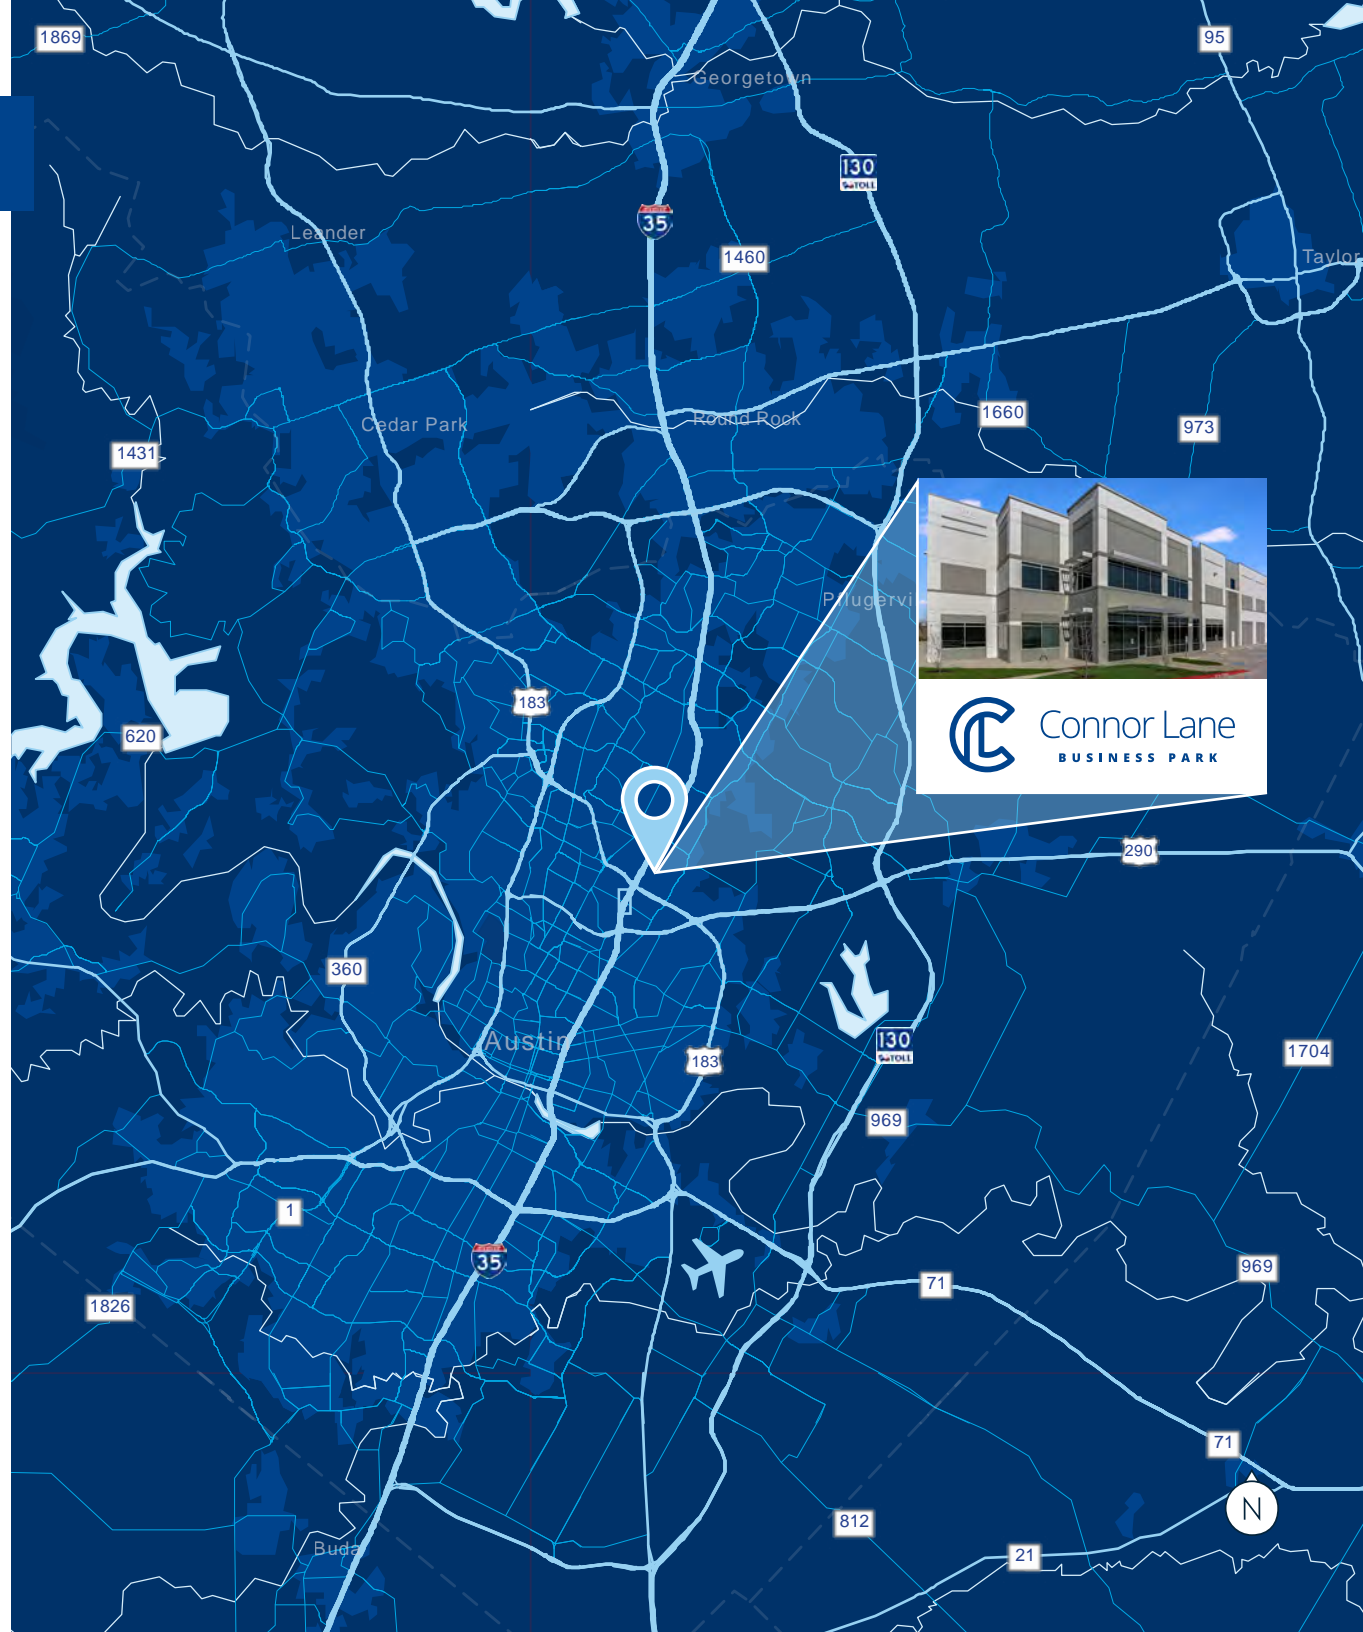 1869
95
Georgetown
130
TOLL
35
Leander
1460
Taylor
Cedar Park
Round Rock
1660
973
1431
Pflugervi
183
620
Connor Lane
BUSINESS PARK
290
360
Austin
130
TOLL
183
1704
969
1
35
969
71
1826
71
N
812
21
Buda